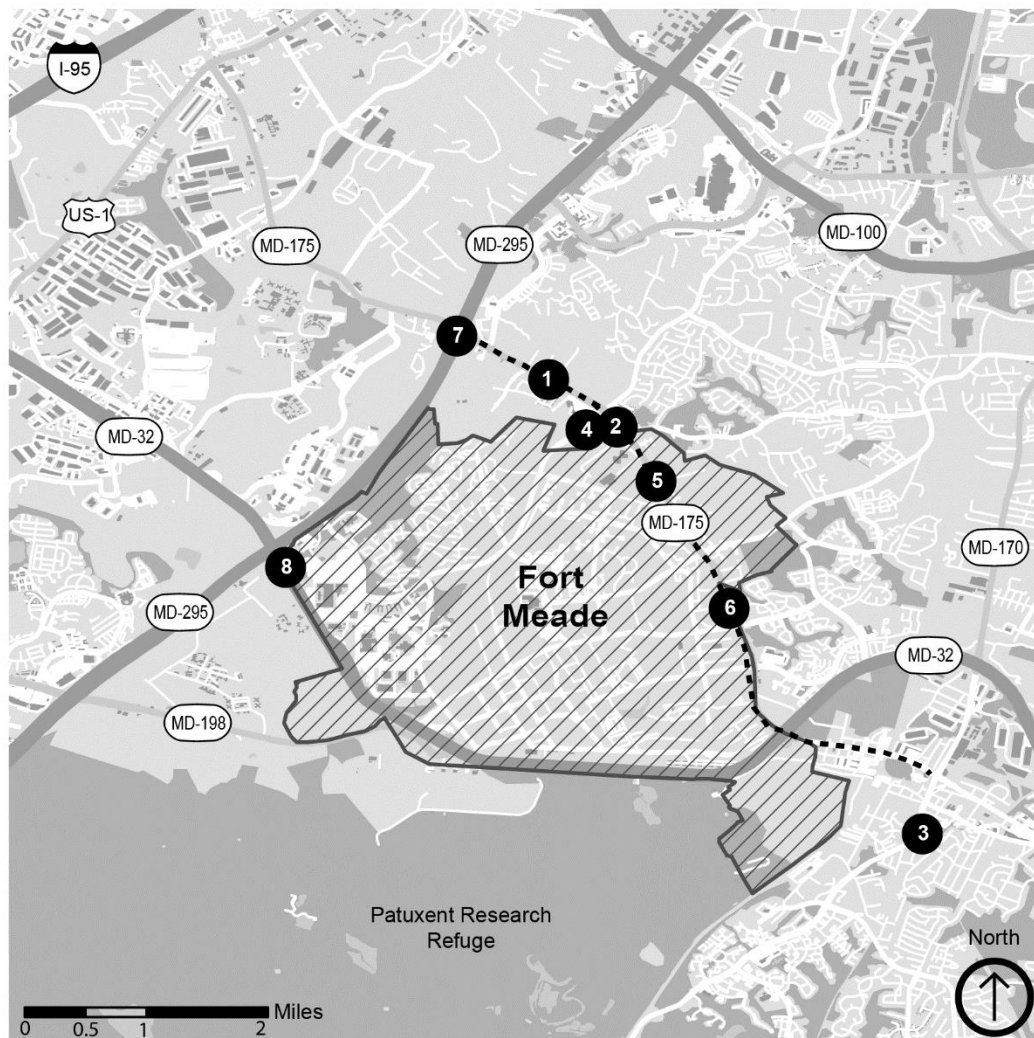 I-95
US-1
MD-175
MD-295
MD-100
7
1
4
2
MD-32
5
MD-175
MD-170
8
Fort
Meade
MD-295
6
MD-32
MD-198
3
Patuxent Research
Refuge
North
Miles
0 0.5 1 2